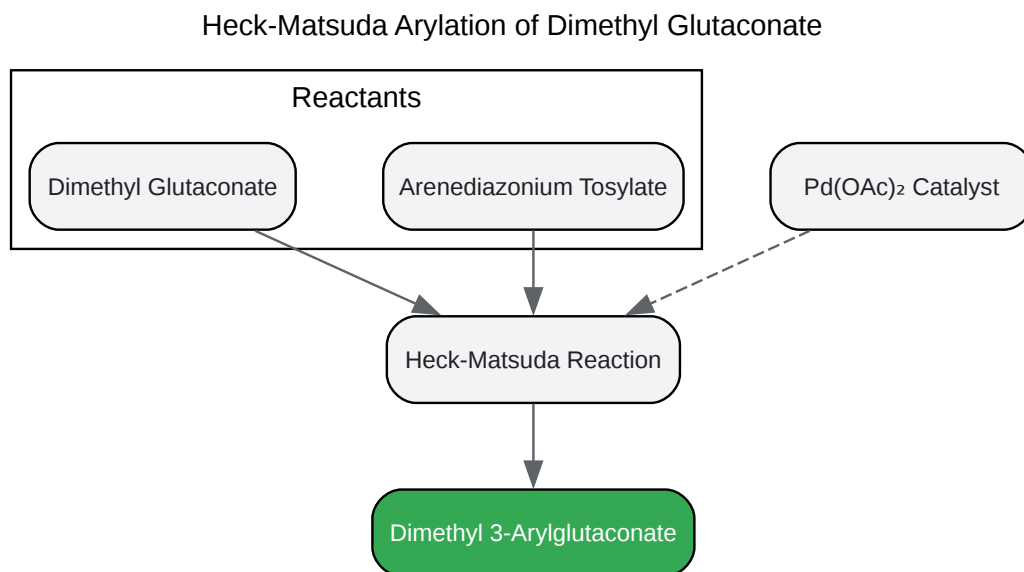 Heck-Matsuda Arylation of Dimethyl Glutaconate
Reactants
Dimethyl Glutaconate
Arenediazonium Tosylate
Pd(OAc)₂ Catalyst
Heck-Matsuda Reaction
Dimethyl 3-Arylglutaconate